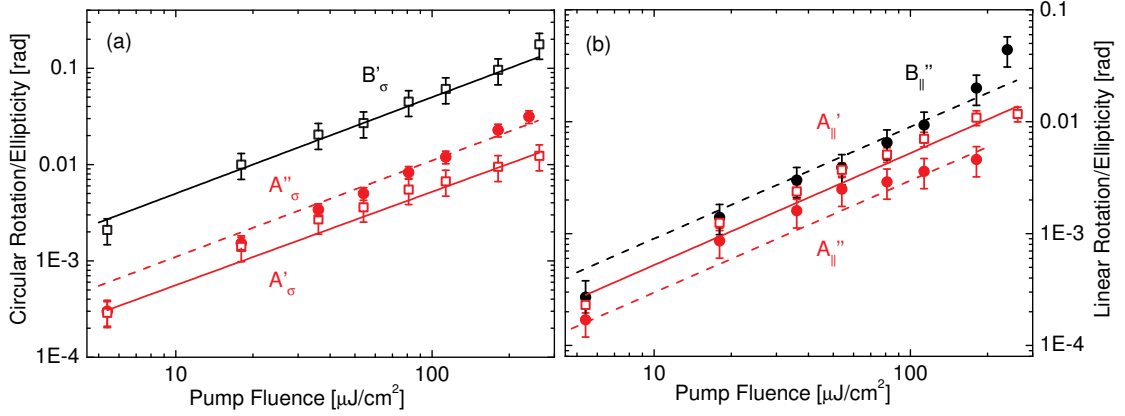 (a)
B'σ
A''σ
A'σ
0.1
0.01
1E-3
1E-4
10
100
Circular Rotation/Ellipticity [rad]
Pump Fluence [μJ/cm²]
(b)
B||''
A||'
A||''
0.1
0.01
1E-3
1E-4
10
100
Linear Rotation/Ellipticity [rad]
Pump Fluence [μJ/cm²]